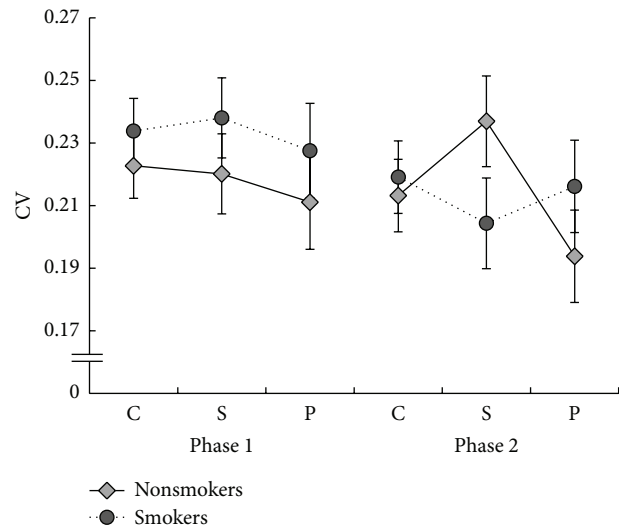 0.27
0.25
0.23
0.21
0.19
0.17
0
CV
C S P C S P
Phase 1 Phase 2
Nonsmokers
Smokers